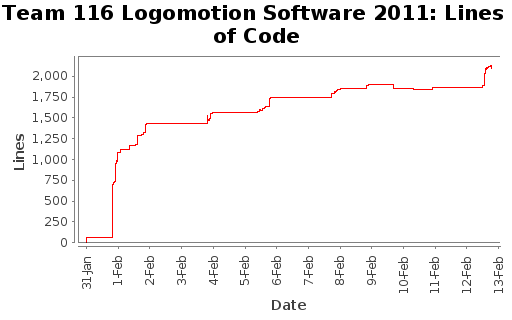 Team 116 Logomotion Software 2011: Lines
of Code
Lines
2,000
1,750
1,500
1,250
1,000
750
500
250
0
31-Jan
1-Feb
2-Feb
3-Feb
4-Feb
5-Feb
6-Feb
7-Feb
8-Feb
9-Feb
10-Feb
11-Feb
12-Feb
13-Feb
Date